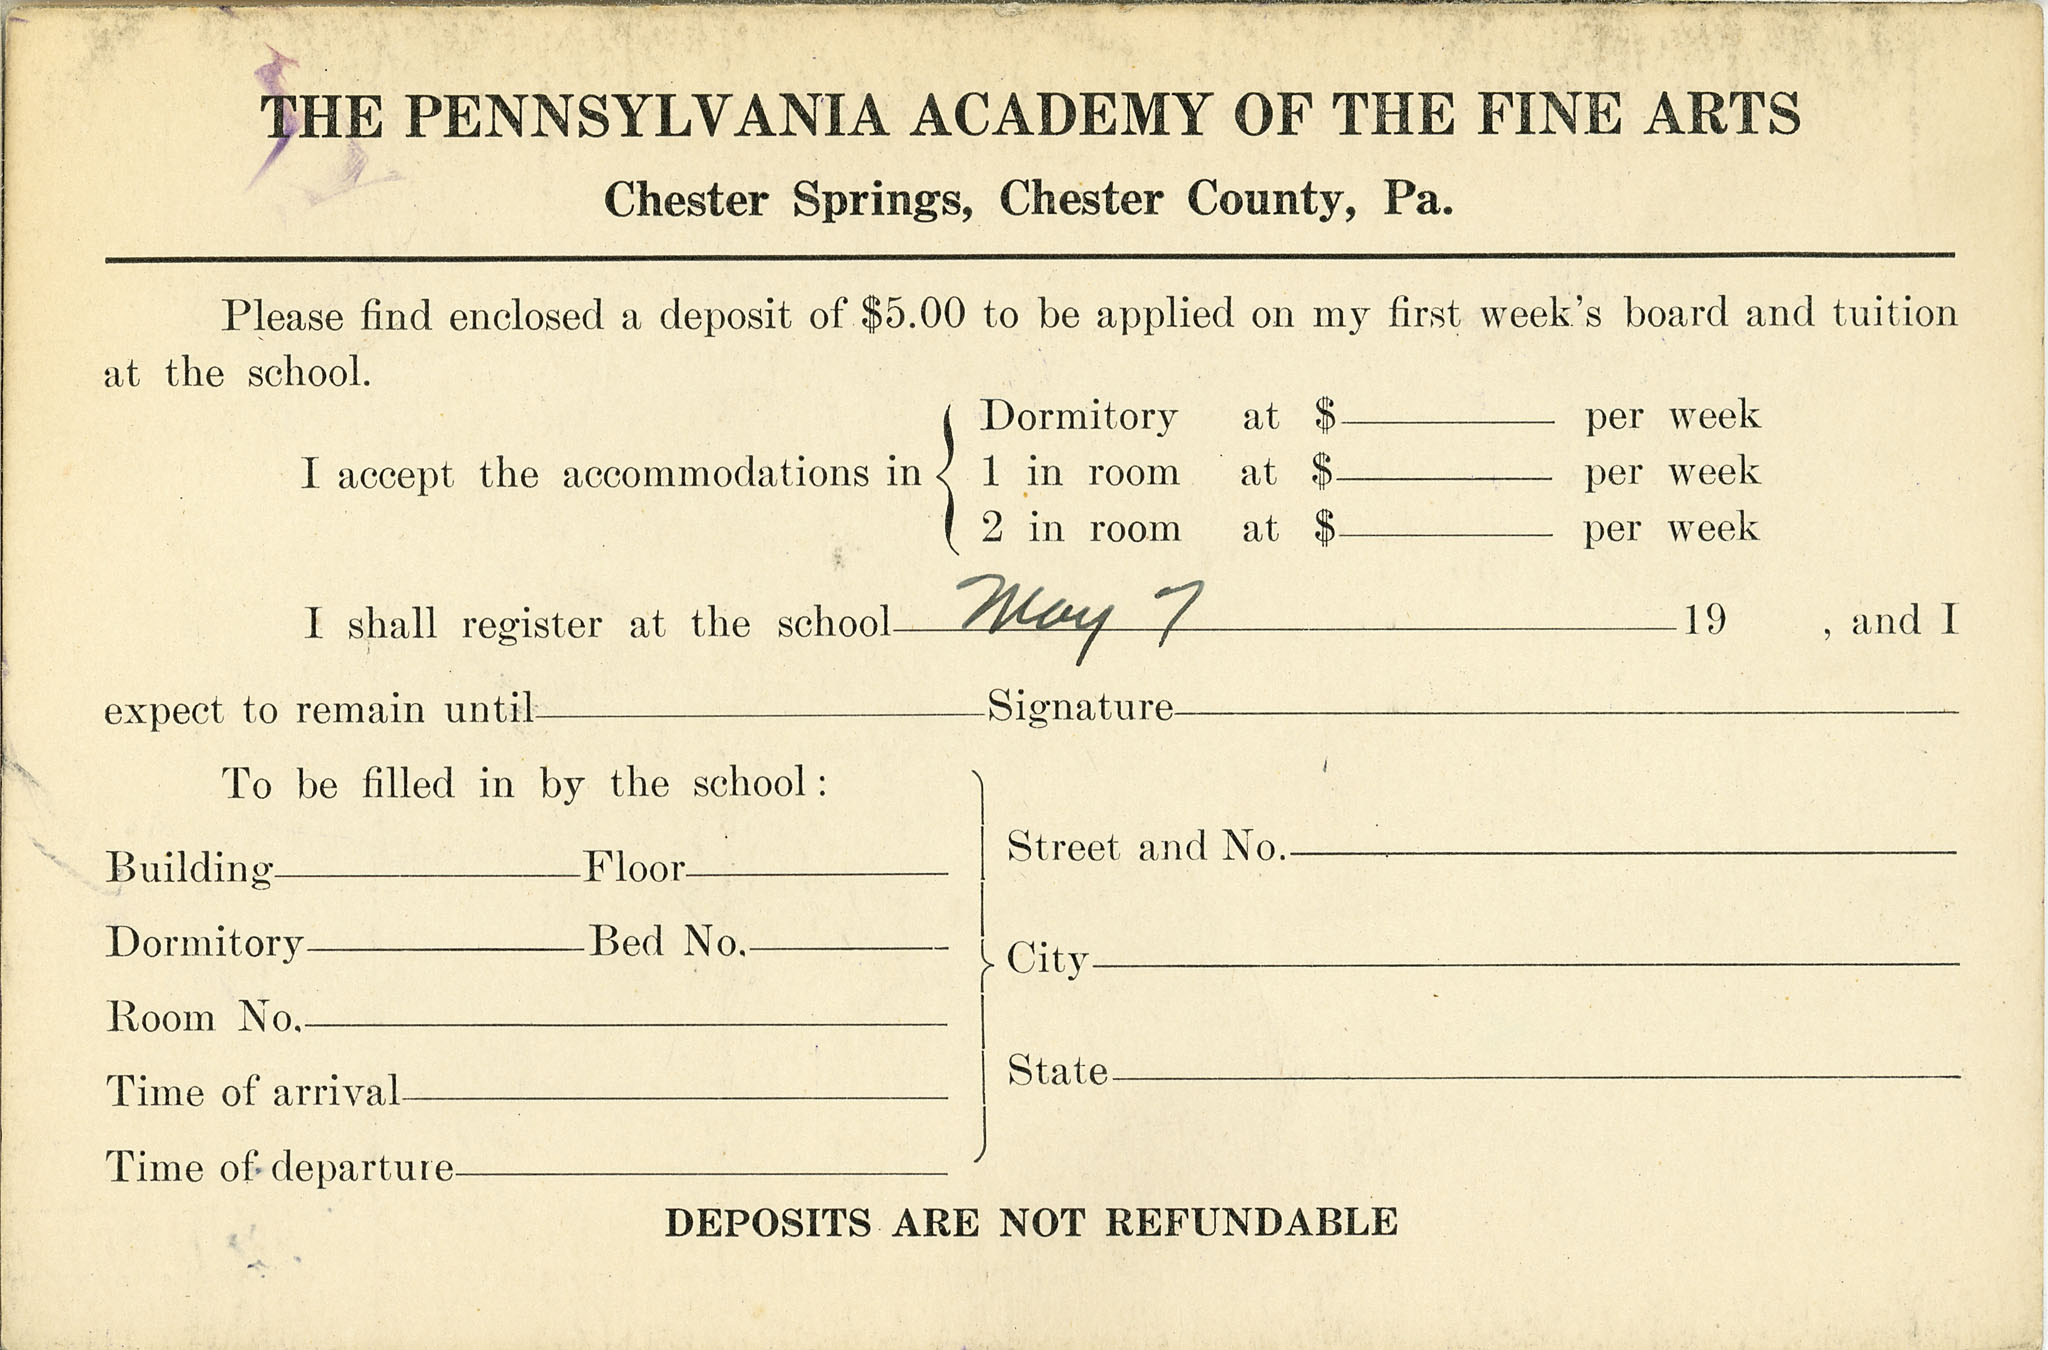 THE PENNSYLVANIA ACADEMY OF THE FINE ARTS
Chester Springs, Chester County, Pa.
Please find enclosed a deposit of $5.00 to be applied on my first week's board and tuition
at the school.
I accept the accommodations in
Dormitory at $ per week
1 in room at $ per week
2 in room at $ per week
I shall register at the school May 7 19 , and I
expect to remain until Signature
To be filled in by the school:
Building Floor
Dormitory Bed No.
Room No.
Time of arrival
Time of departure
Street and No.
City
State
DEPOSITS ARE NOT REFUNDABLE